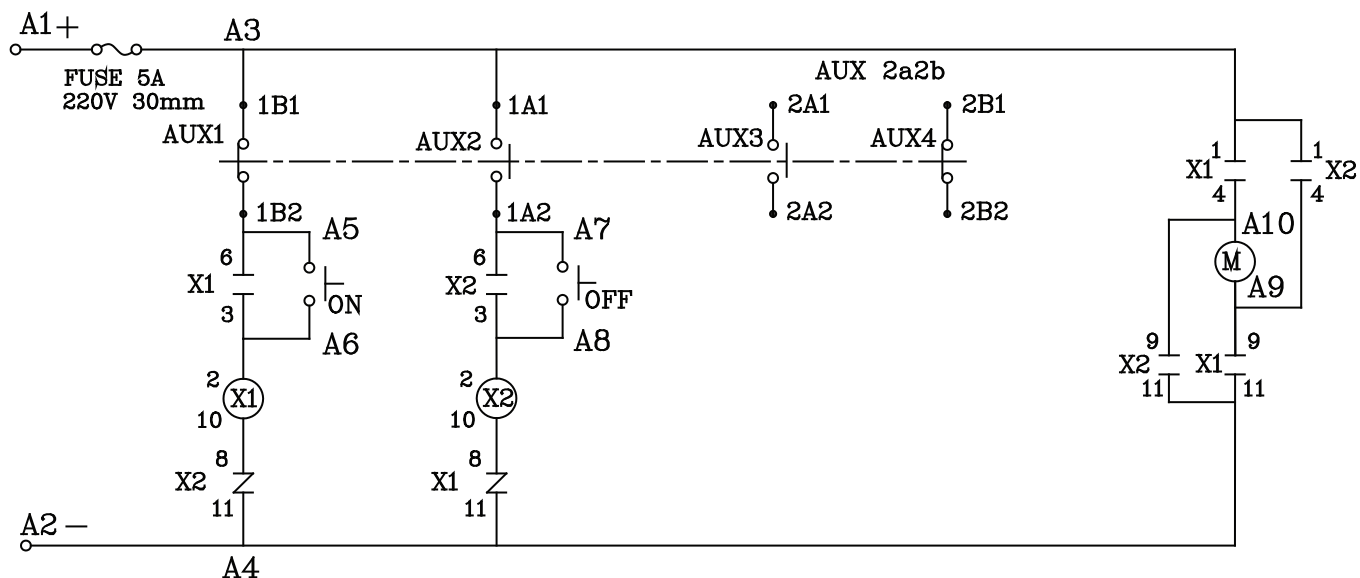 A1+
A3
FUSE 5A
220V 30mm
AUX 2a2b
1B1
1A1
2A1
2B1
AUX1
AUX2
AUX3
AUX4
1B2
1A2
2A2
2B2
1
1
X1
X2
4
4
A5
A7
A10
6
6
X1
X2
M
ON
OFF
A9
3
3
A6
A8
9
9
X2
X1
11
11
2
2
X1
X2
10
10
8
8
X2
X1
11
11
A2 -
A4